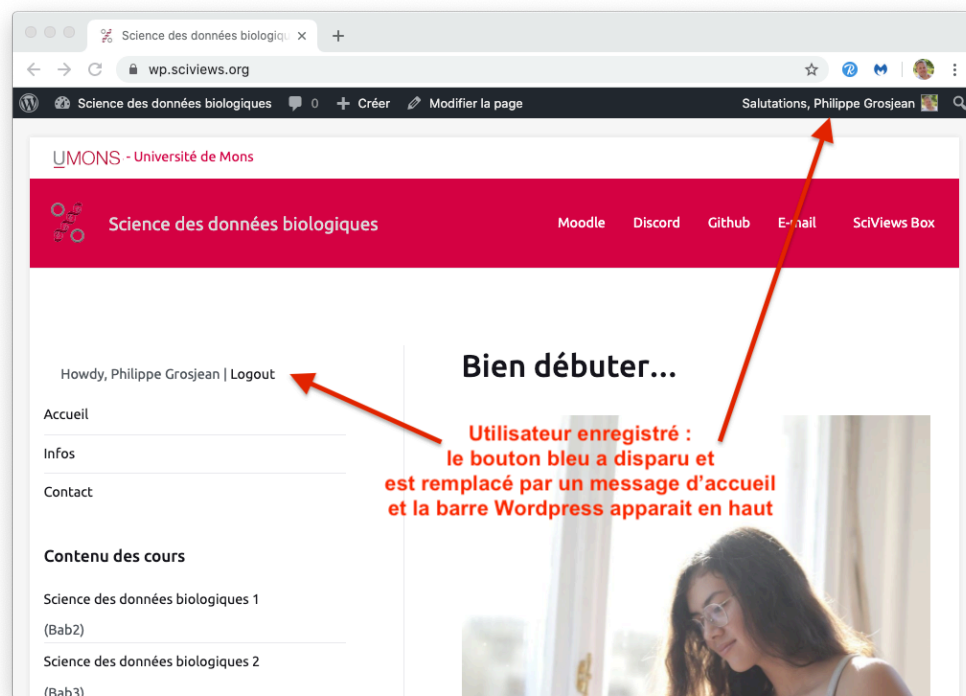 Science des données biologiqu
wp.sciviews.org
Science des données biologiques 0 Créer Modifier la page Salutations, Philippe Grosjean
UMONS - Université de Mons
Science des données biologiques Moodle Discord Github E-mail SciViews Box
Howdy, Philippe Grosjean | Logout
Accueil
Infos
Contact
Contenu des cours
Science des données biologiques 1
(Bab2)
Science des données biologiques 2
(Bab3)
Bien débuter...
Utilisateur enregistré :
le bouton bleu a disparu et
est remplacé par un message d'accueil
et la barre Wordpress apparait en haut